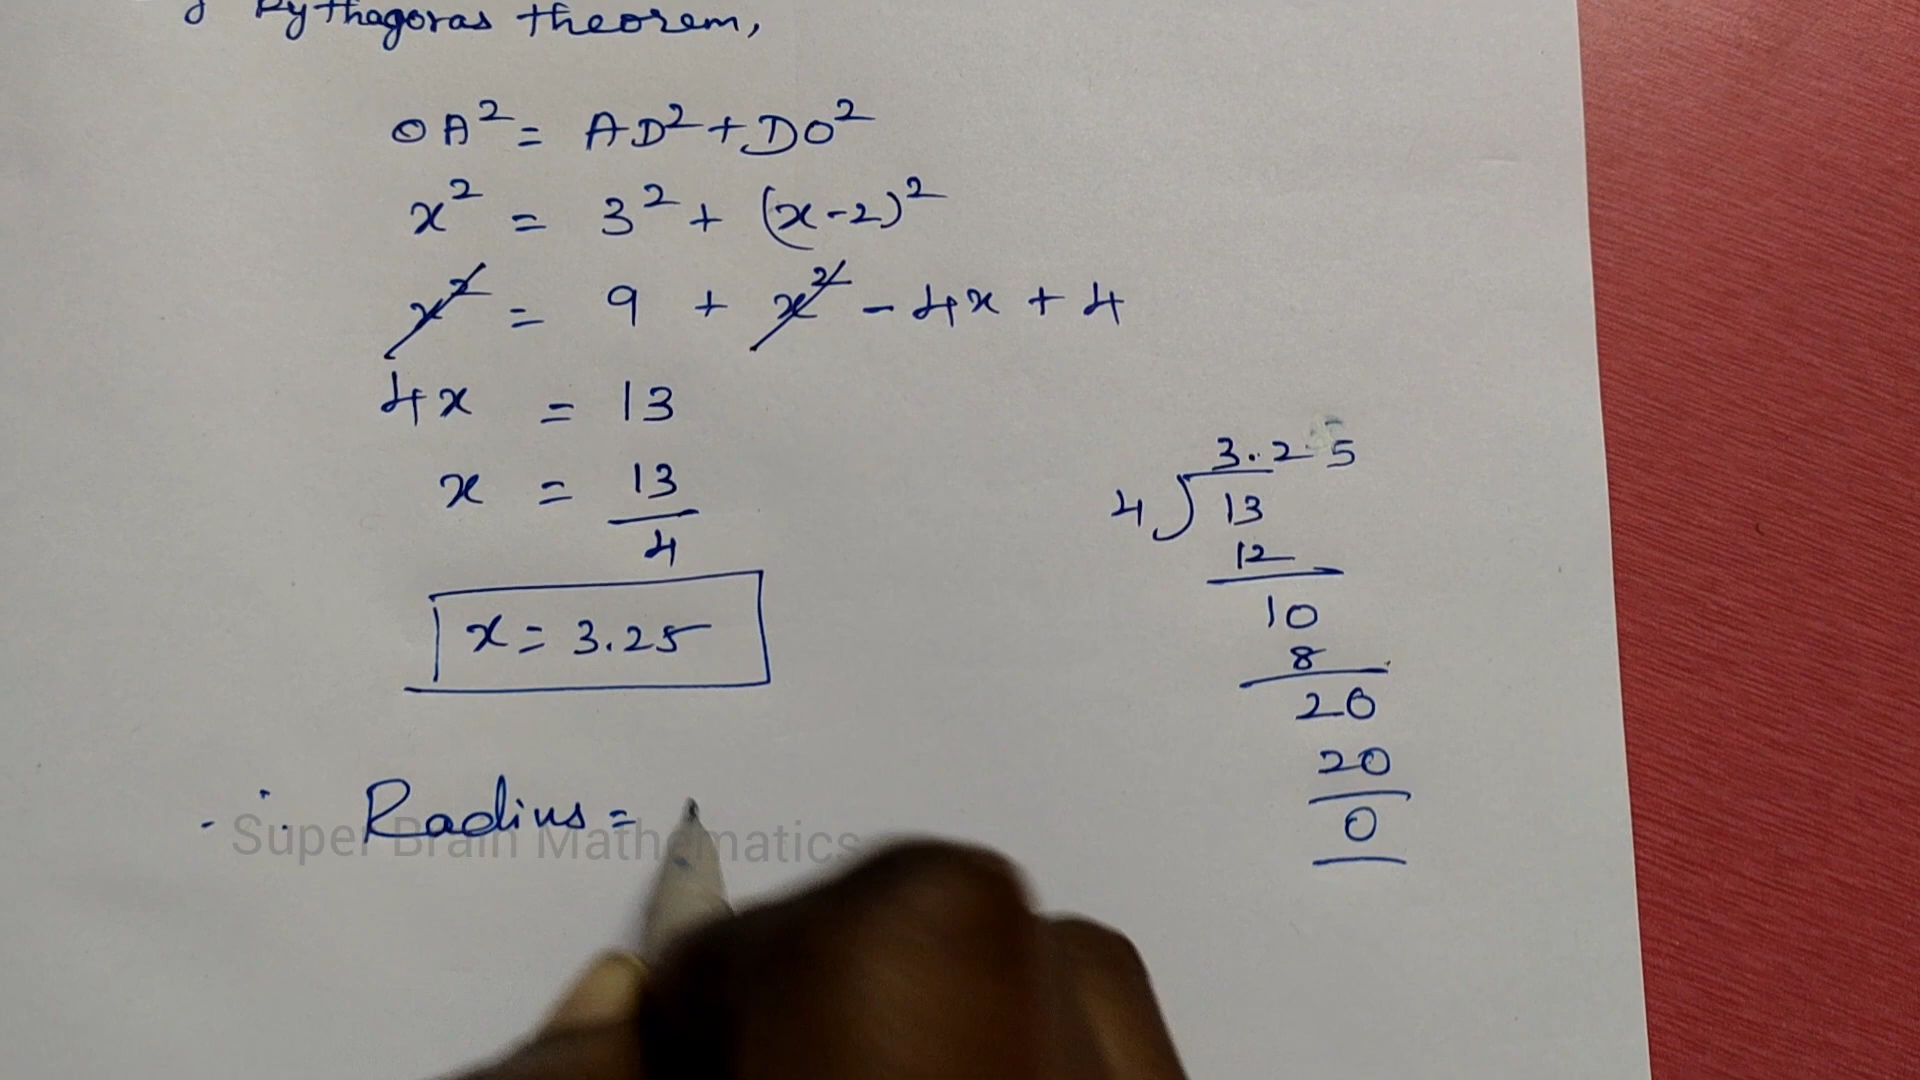 Pythagoras theorem,
OA² = AD² + DO²
x² = 3² + (x-2)²
x² = 9 + x² - 4x + 4
4x = 13
x = 13/4
x = 3.25
3.25
4 ) 13
12
10
8
20
20
0
∴ Radius =
Super Brain Mathematics